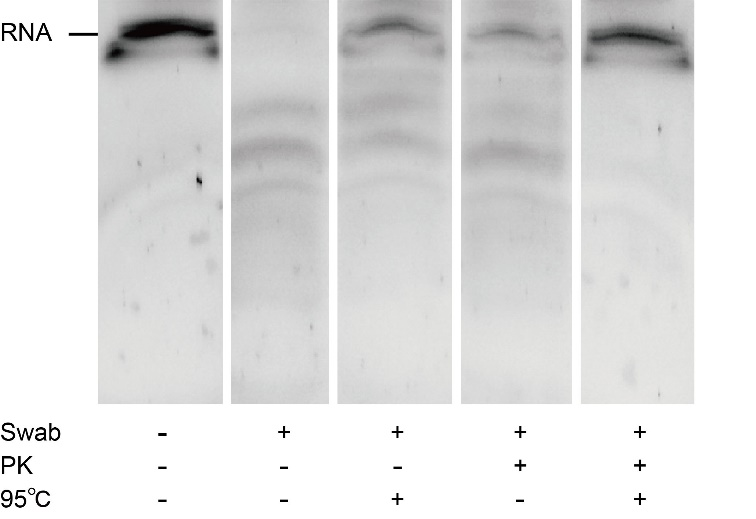 RNA
Swab - + + + +
PK - - - + +
95°C - - + - +